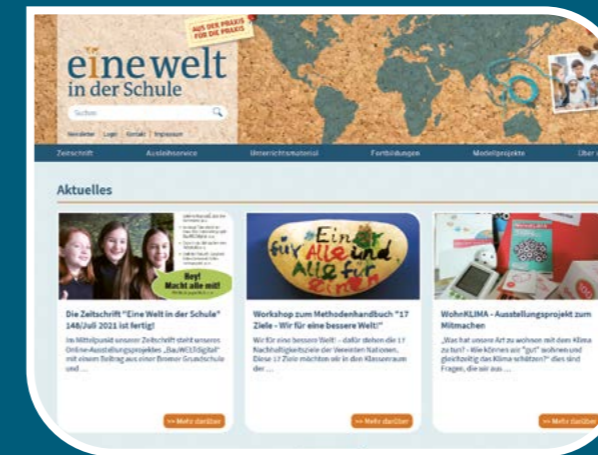 AUS DER PRAXIS
FÜR DIE PRAXIS
eine welt
in der Schule
Suchen
Newsletter | Login | Kontakt | Impressum
Zeitschrift Ausleihservice Unterrichtsmaterial Fortbildungen Modellprojekte Über
Aktuelles
Hey!
Macht alle mit!
Einer
für Alle und
Alle für
Einen
Die Zeitschrift "Eine Welt in der Schule"
148/Juli 2021 ist fertig!
Im Mittelpunkt unserer Zeitschrift steht unseres
Online-Ausstellungsprojektes „BauWELTdigital"
mit einem Beitrag aus einer Bremer Grundschule
und ...
>> Mehr darüber
Workshop zum Methodenhandbuch "17
Ziele - Wir für eine bessere Welt!"
Wir für eine bessere Welt! – dafür stehen die 17
Nachhaltigkeitsziele der Vereinten Nationen.
Diese 17 Ziele möchten wir in den Klassenraum
der ...
>> Mehr darüber
WohnKLIMA - Ausstellungsprojekt zum
Mitmachen
„Was hat unsere Art zu wohnen mit dem Klima
zu tun? - Wie können wir "gut" wohnen und
gleichzeitig das Klima schützen?" dies sind
Fragen, die wir aus ...
>> Mehr darüber